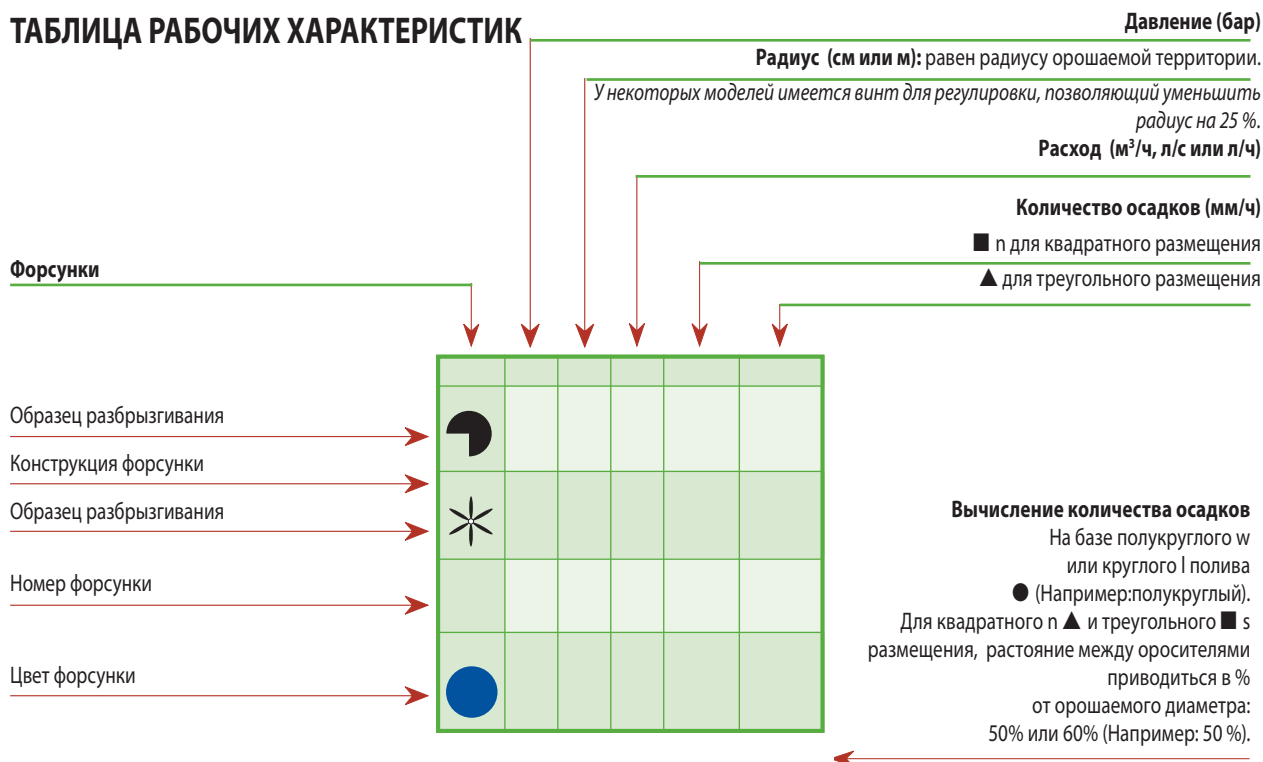 ТАБЛИЦА РАБОЧИХ ХАРАКТЕРИСТИК
Давление (бар)
Радиус (см или м): равен радиусу орошаемой территории.
У некоторых моделей имеется винт для регулировки, позволяющий уменьшить
радиус на 25 %.
Расход (м³/ч, л/с или л/ч)
Количество осадков (мм/ч)
■ n для квадратного размещения
▲ для треугольного размещения
Форсунки
Образец разбрызгивания
Конструкция форсунки
Образец разбрызгивания
Номер форсунки
Цвет форсунки
Вычисление количества осадков
На базе полукруглого w
или круглого l полива
● (Например:полукруглый).
Для квадратного n ▲ и треугольного ■ s
размещения, растояние между оросителями
приводиться в %
от орошаемого диаметра:
50% или 60% (Например: 50 %).